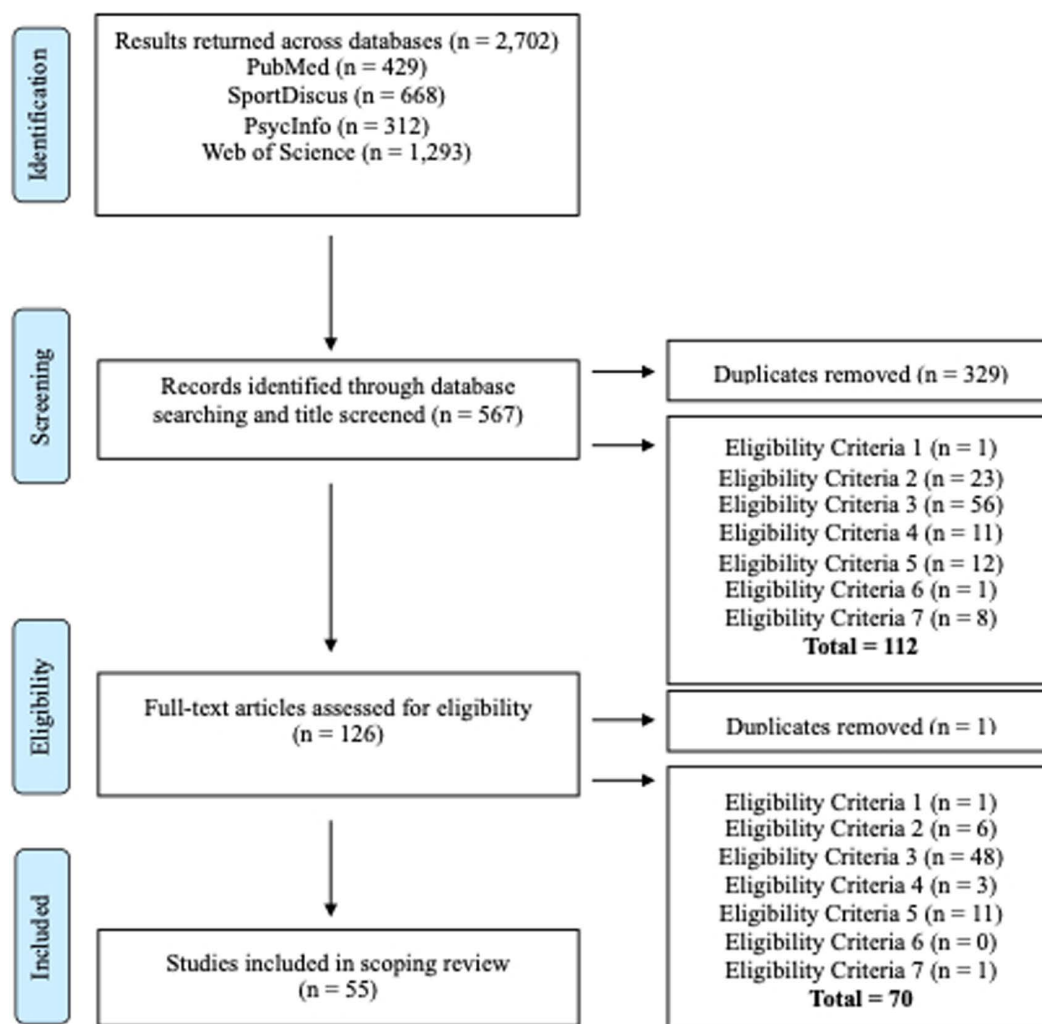 Identification
Results returned across databases (n = 2,702)
PubMed (n = 429)
SportDiscus (n = 668)
PsycInfo (n = 312)
Web of Science (n = 1,293)
Screening
Records identified through database
searching and title screened (n = 567)
Duplicates removed (n = 329)
Eligibility Criteria 1 (n = 1)
Eligibility Criteria 2 (n = 23)
Eligibility Criteria 3 (n = 56)
Eligibility Criteria 4 (n = 11)
Eligibility Criteria 5 (n = 12)
Eligibility Criteria 6 (n = 1)
Eligibility Criteria 7 (n = 8)
Total = 112
Eligibility
Full-text articles assessed for eligibility
(n = 126)
Duplicates removed (n = 1)
Eligibility Criteria 1 (n = 1)
Eligibility Criteria 2 (n = 6)
Eligibility Criteria 3 (n = 48)
Eligibility Criteria 4 (n = 3)
Eligibility Criteria 5 (n = 11)
Eligibility Criteria 6 (n = 0)
Eligibility Criteria 7 (n = 1)
Total = 70
Included
Studies included in scoping review
(n = 55)